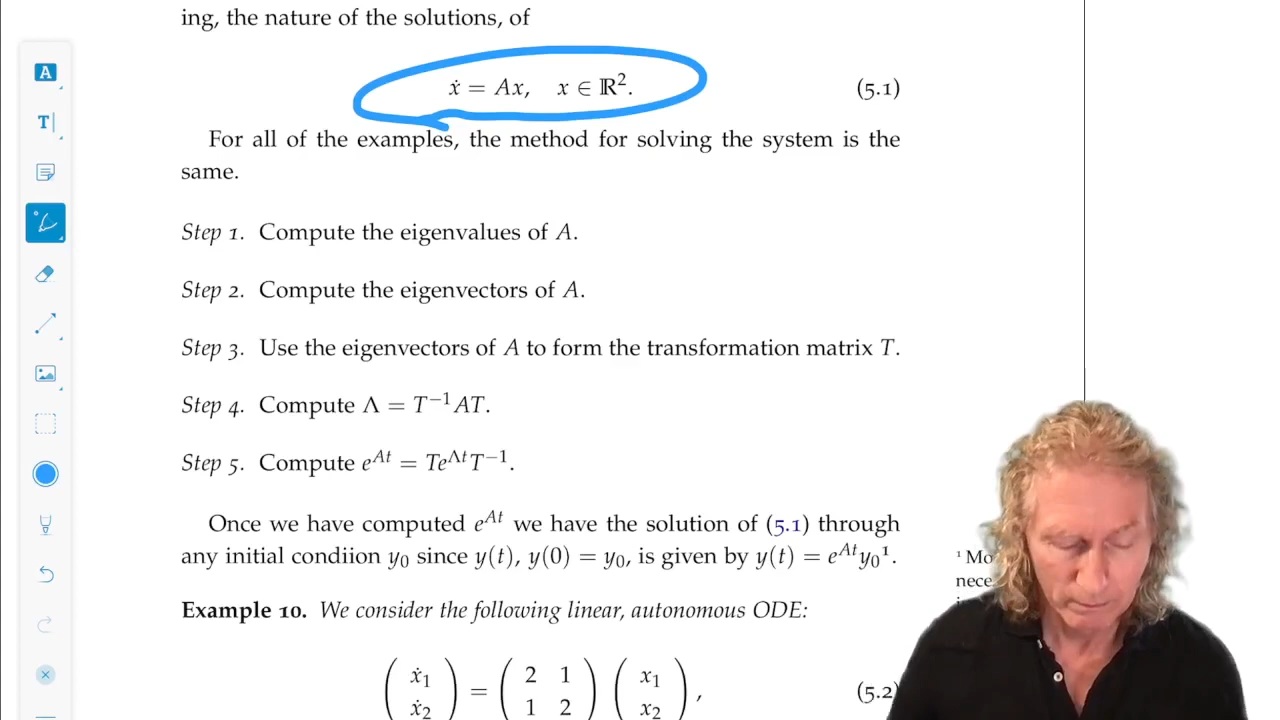 ing, the nature of the solutions, of
ẋ = Ax, x ∈ ℝ². (5.1)
For all of the examples, the method for solving the system is the
same.
Step 1. Compute the eigenvalues of A.
Step 2. Compute the eigenvectors of A.
Step 3. Use the eigenvectors of A to form the transformation matrix T.
Step 4. Compute Λ = T⁻¹AT.
Step 5. Compute e^{At} = Te^{Λt}T⁻¹.
Once we have computed e^{At} we have the solution of (5.1) through
any initial condiion y₀ since y(t), y(0) = y₀, is given by y(t) = e^{At}y₀¹.
¹ Mo
nece
Example 10. We consider the following linear, autonomous ODE:
( ẋ₁ ) = ( 2 1 ) ( x₁ ) , (5.2)
( ẋ₂ ) ( 1 2 ) ( x₂ )
A
T